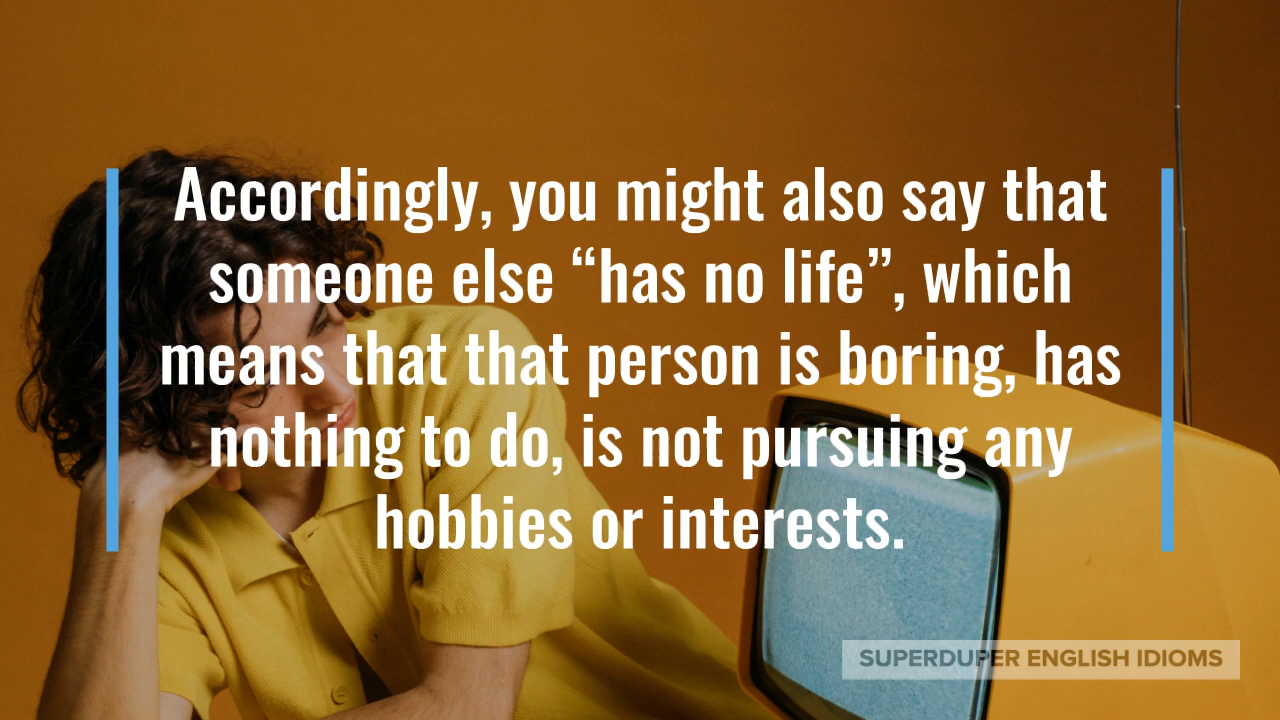 Accordingly, you might also say that
someone else “has no life”, which
means that that person is boring, has
nothing to do, is not pursuing any
hobbies or interests.
SUPERDUPER ENGLISH IDIOMS